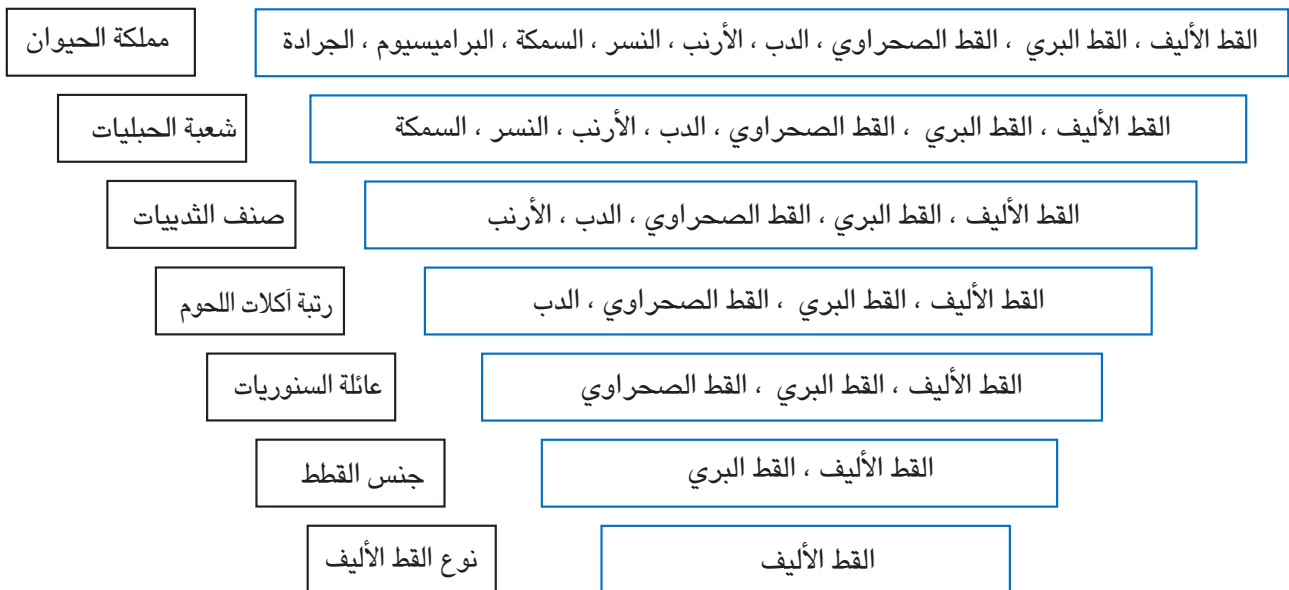 مملكة الحيوان
القط الأليف ، القط البري ، القط الصحراوي ، الدب ، الأرنب ، النسر ، السمكة ، البراميسيوم ، الجرادة
شعبة الحبليات
القط الأليف ، القط البري ، القط الصحراوي ، الدب ، الأرنب ، النسر ، السمكة
صنف الثدييات
القط الأليف ، القط البري ، القط الصحراوي ، الدب ، الأرنب
رتبة آكلات اللحوم
القط الأليف ، القط البري ، القط الصحراوي ، الدب
عائلة السنوريات
القط الأليف ، القط البري ، القط الصحراوي
جنس القطط
القط الأليف ، القط البري
نوع القط الأليف
القط الأليف